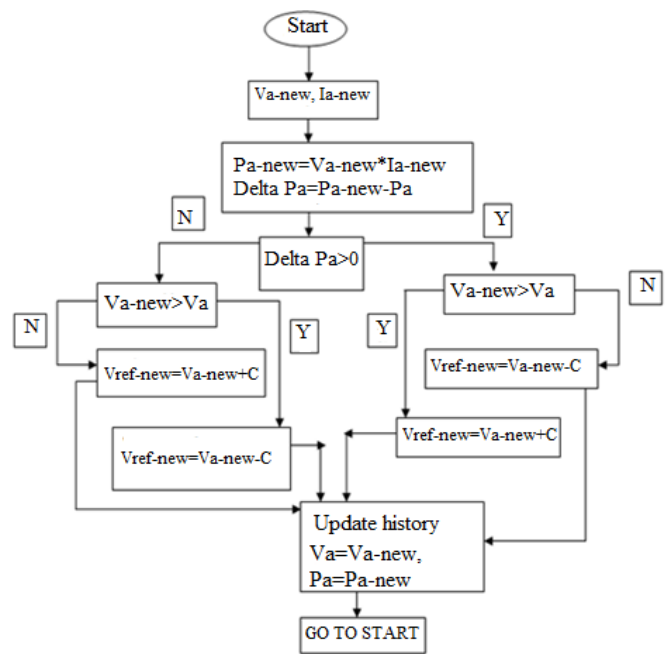 Start
Va-new, Ia-new
Pa-new=Va-new*Ia-new
Delta Pa=Pa-new-Pa
N
Y
Delta Pa>0
Va-new>Va
Va-new>Va
N
N
Y
Y
Vref-new=Va-new+C
Vref-new=Va-new-C
Vref-new=Va-new-C
Vref-new=Va-new+C
Update history
Va=Va-new,
Pa=Pa-new
GO TO START